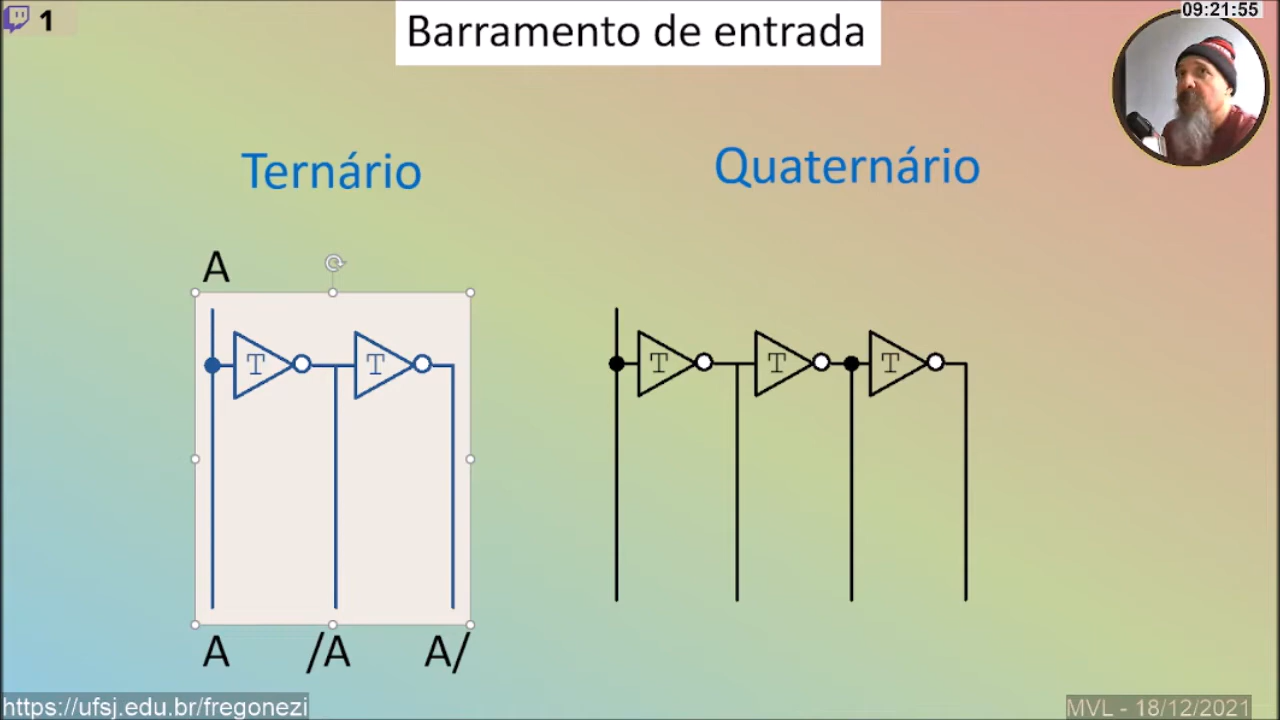 1
09:21:55
Barramento de entrada
Ternário
Quaternário
A
T T
T T T
A /A A/
https://ufsj.edu.br/fregonezi
MVL - 18/12/2021